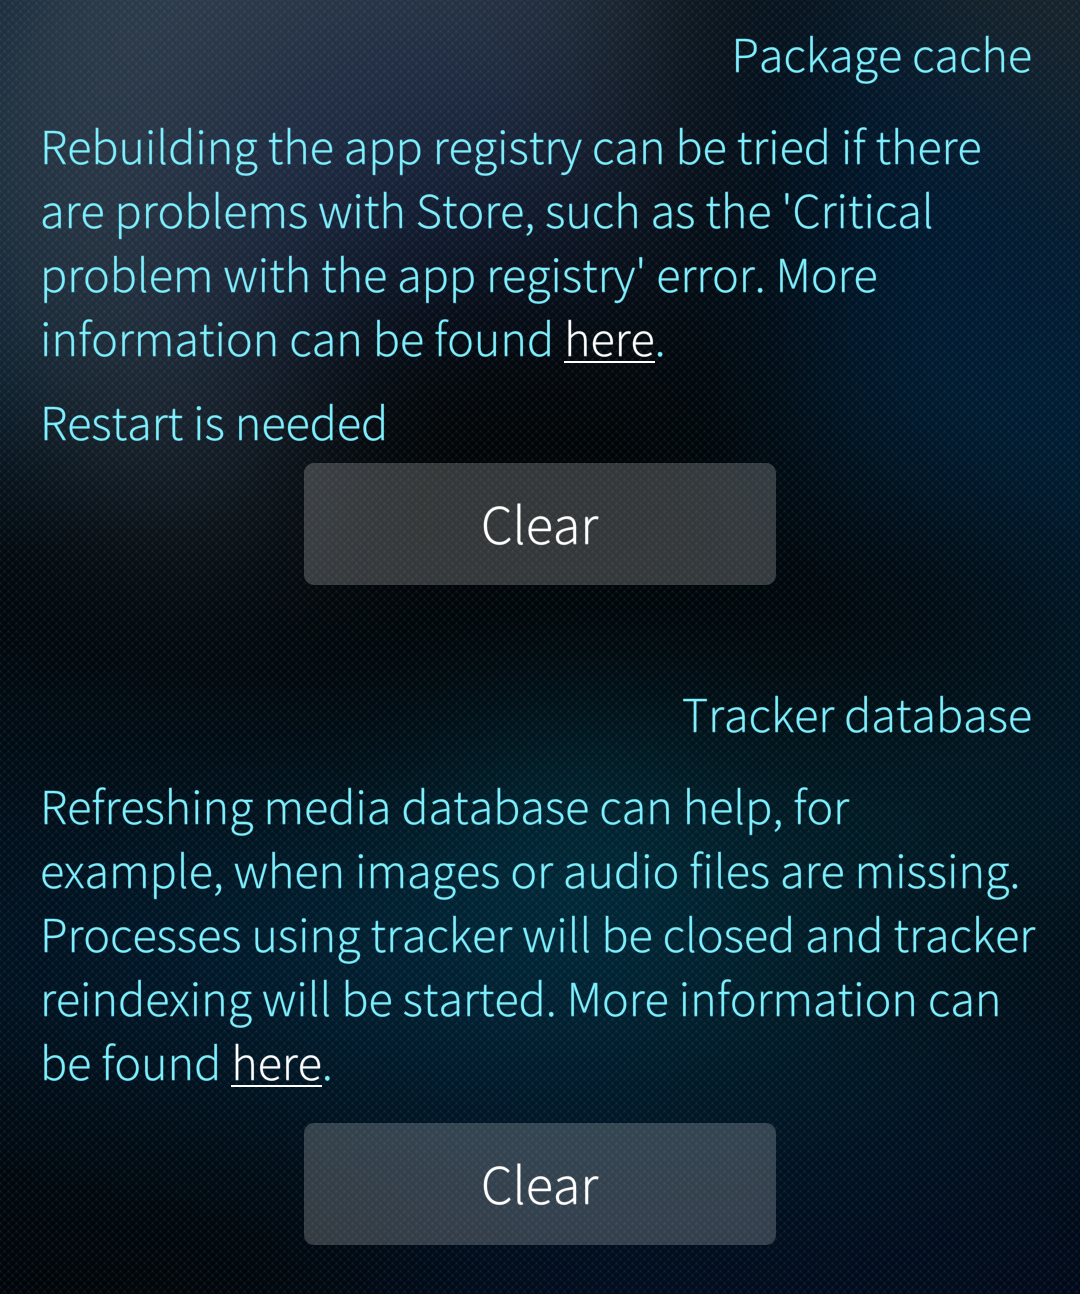 Package cache
Rebuilding the app registry can be tried if there
are problems with Store, such as the 'Critical
problem with the app registry' error. More
information can be found here.
Restart is needed
Clear
Tracker database
Refreshing media database can help, for
example, when images or audio files are missing.
Processes using tracker will be closed and tracker
reindexing will be started. More information can
be found here.
Clear